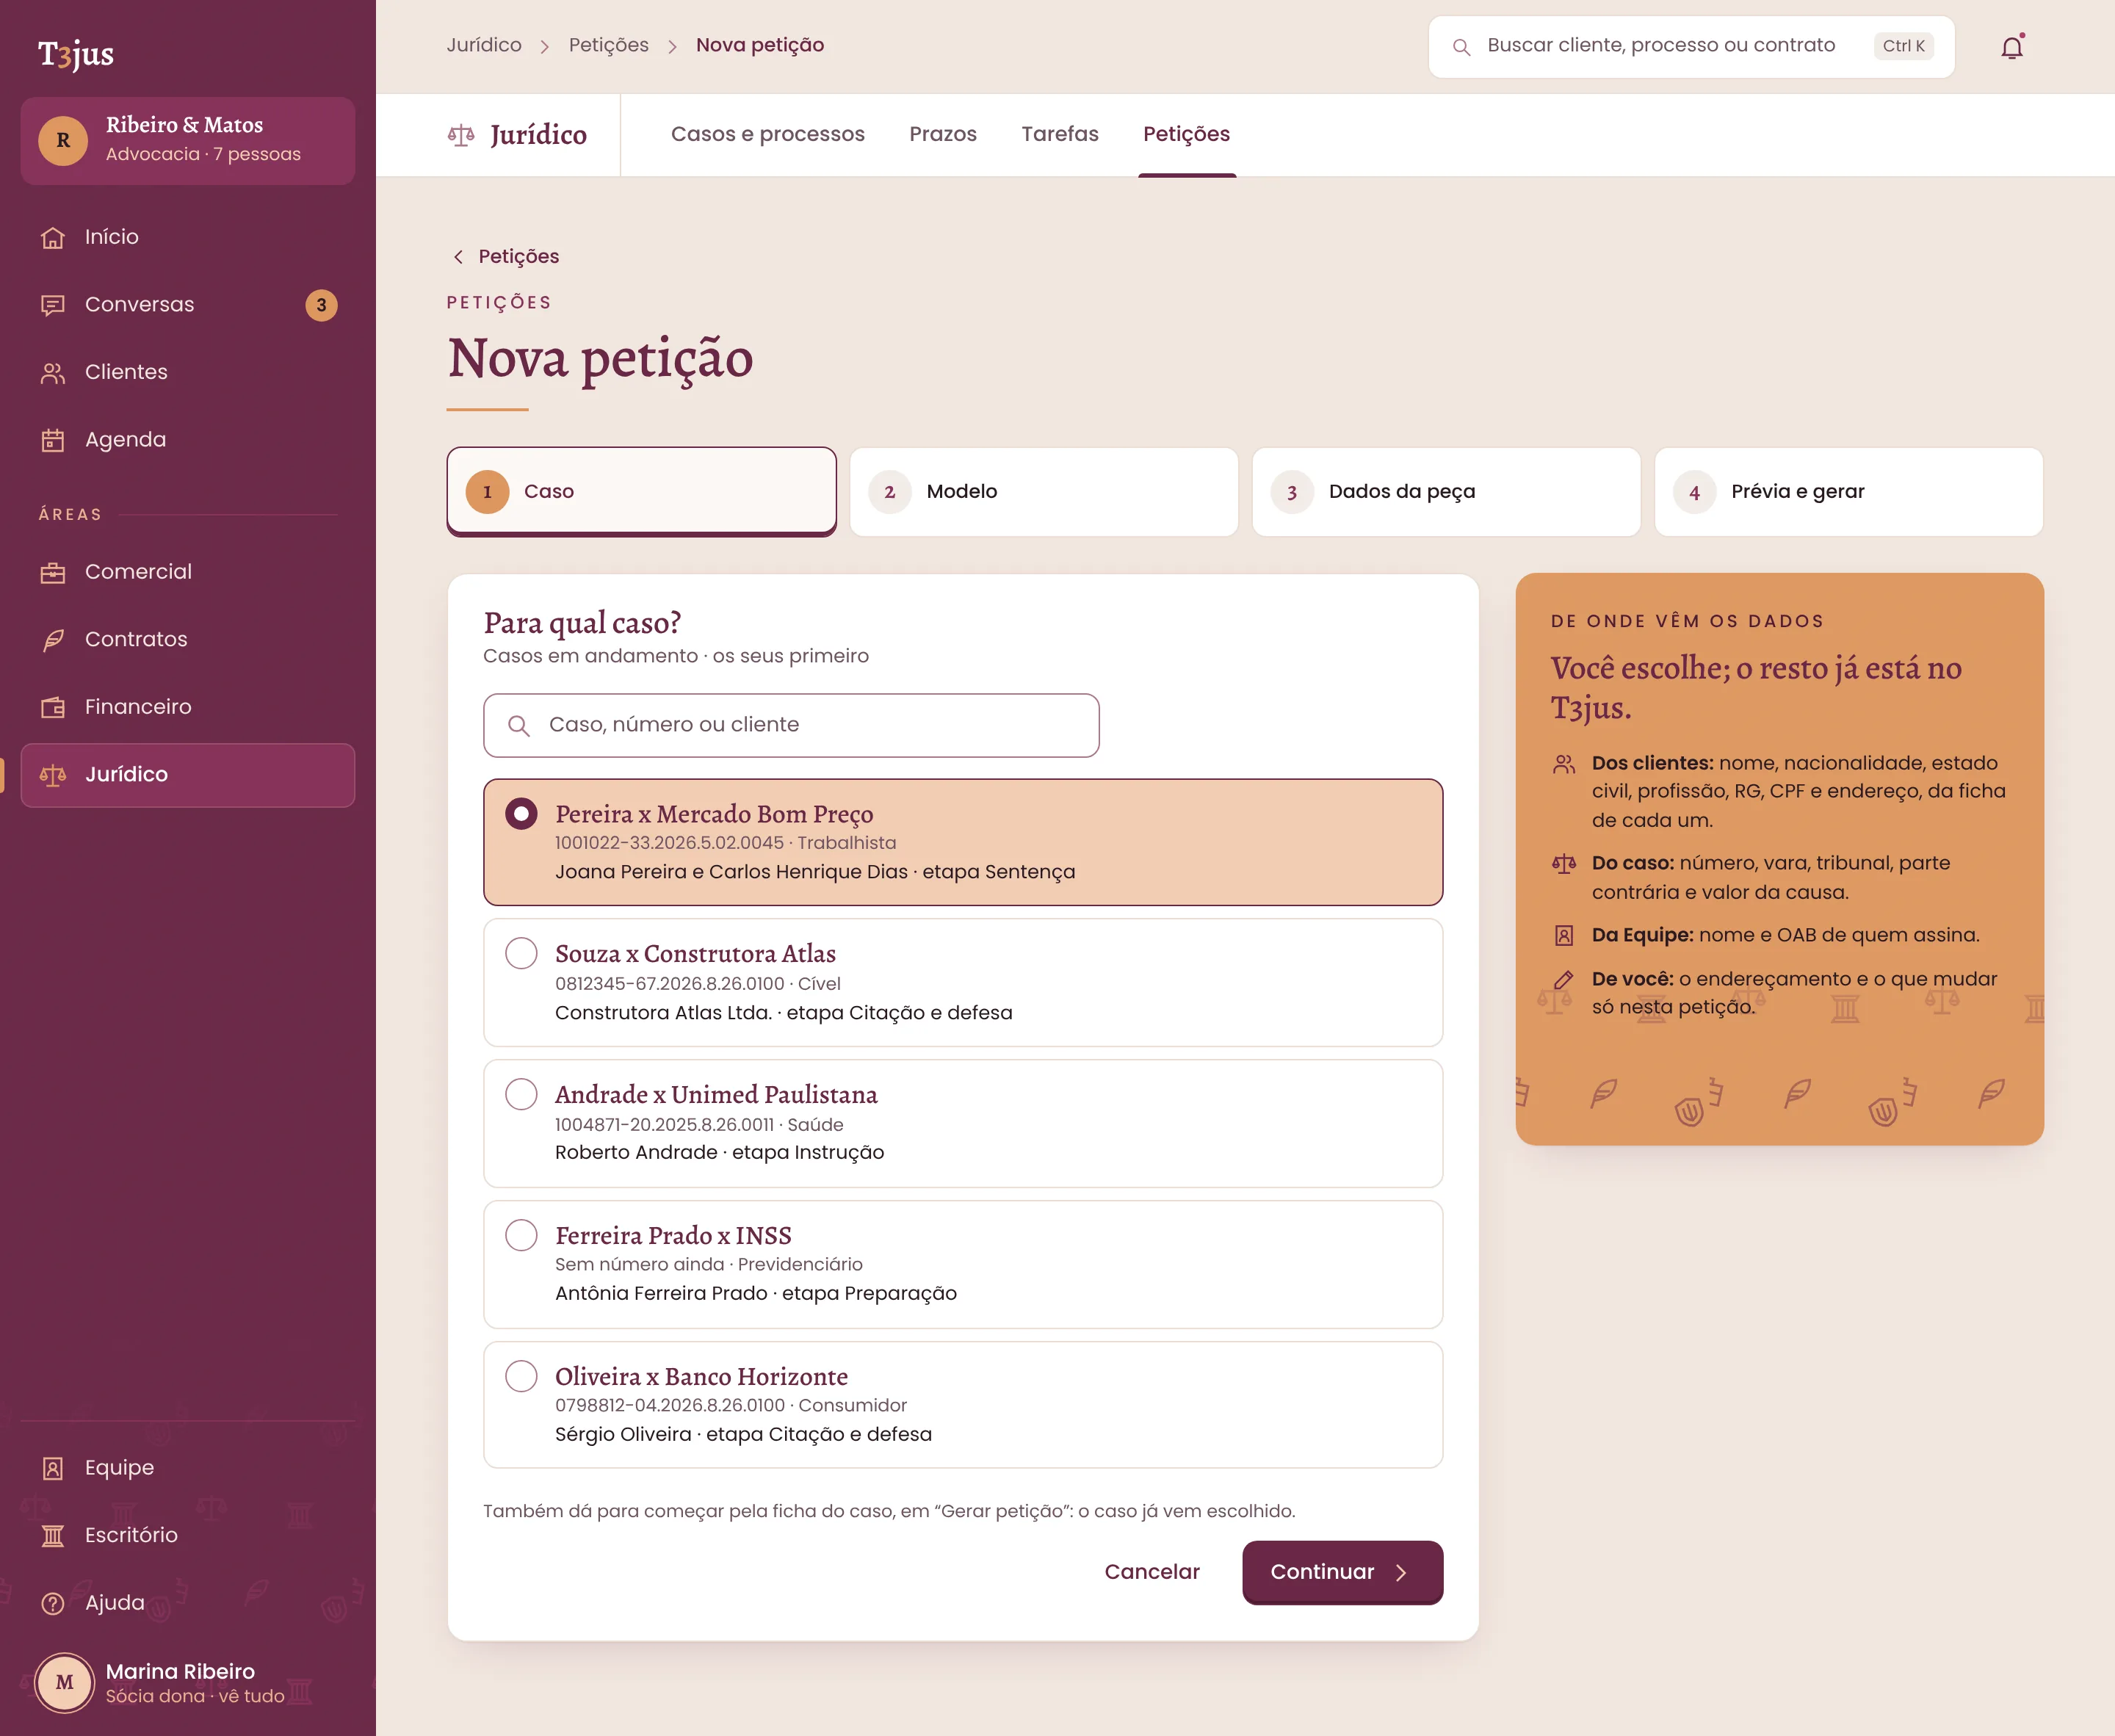 T3jus
R
Ribeiro & Matos
Advocacia · 7 pessoas
Início
Conversas
3
Clientes
Agenda
ÁREAS
Comercial
Contratos
Financeiro
Jurídico
Equipe
Escritório
Ajuda
M
Marina Ribeiro
Sócia dona · vê tudo
Jurídico
Petições
Nova petição
Buscar cliente, processo ou contrato
Ctrl K
Jurídico
Casos e processos
Prazos
Tarefas
Petições
Petições
PETIÇÕES
Nova petição
1
Caso
2
Modelo
3
Dados da peça
4
Prévia e gerar
Para qual caso?
Casos em andamento · os seus primeiro
Caso, número ou cliente
Pereira x Mercado Bom Preço
1001022-33.2026.5.02.0045 · Trabalhista
Joana Pereira e Carlos Henrique Dias · etapa Sentença
Souza x Construtora Atlas
0812345-67.2026.8.26.0100 · Cível
Construtora Atlas Ltda. · etapa Citação e defesa
Andrade x Unimed Paulistana
1004871-20.2025.8.26.0011 · Saúde
Roberto Andrade · etapa Instrução
Ferreira Prado x INSS
Sem número ainda · Previdenciário
Antônia Ferreira Prado · etapa Preparação
Oliveira x Banco Horizonte
0798812-04.2026.8.26.0100 · Consumidor
Sérgio Oliveira · etapa Citação e defesa
Também dá para começar pela ficha do caso, em “Gerar petição”: o caso já vem escolhido.
Cancelar
Continuar
DE ONDE VÊM OS DADOS
Você escolhe; o resto já está no
T3jus.
Dos clientes: nome, nacionalidade, estado
civil, profissão, RG, CPF e endereço, da ficha
de cada um.
Do caso: número, vara, tribunal, parte
contrária e valor da causa.
Da Equipe: nome e OAB de quem assina.
De você: o endereçamento e o que mudar
só nesta petição.